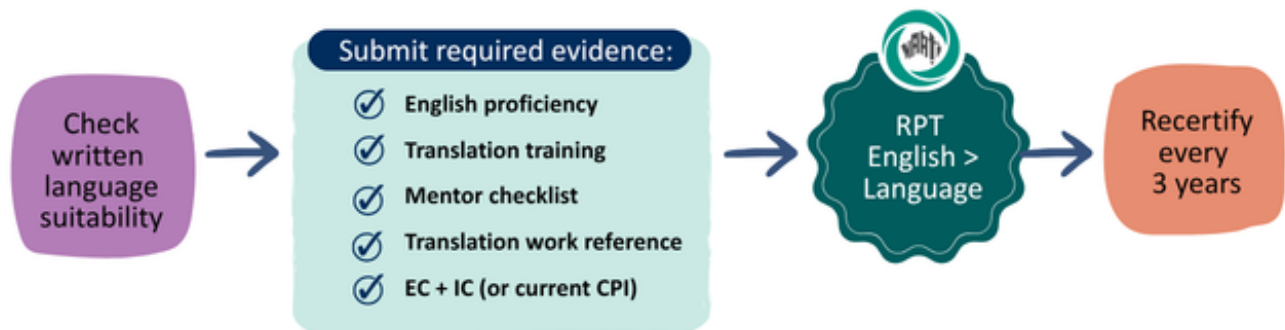 Check
written
language
suitability
Submit required evidence:
English proficiency
Translation training
Mentor checklist
Translation work reference
EC + IC (or current CPI)
NAATI
RPT
English >
Language
Recertify
every
3 years